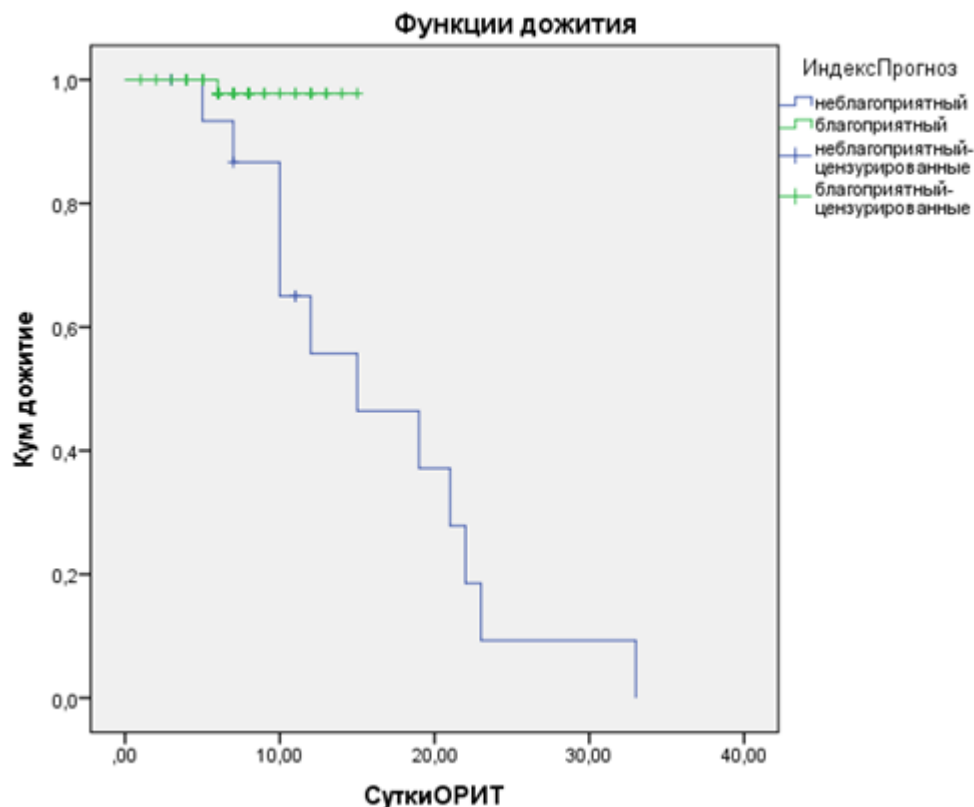 Функции дожития
ИндексПрогноз
неблагоприятный
благоприятный
неблагоприятный-
цензурированные
благоприятный-
цензурированные
Кум дожитие
1,0
0,8
0,6
0,4
0,2
0,0
,00
10,00
20,00
30,00
40,00
СуткиОРИТ